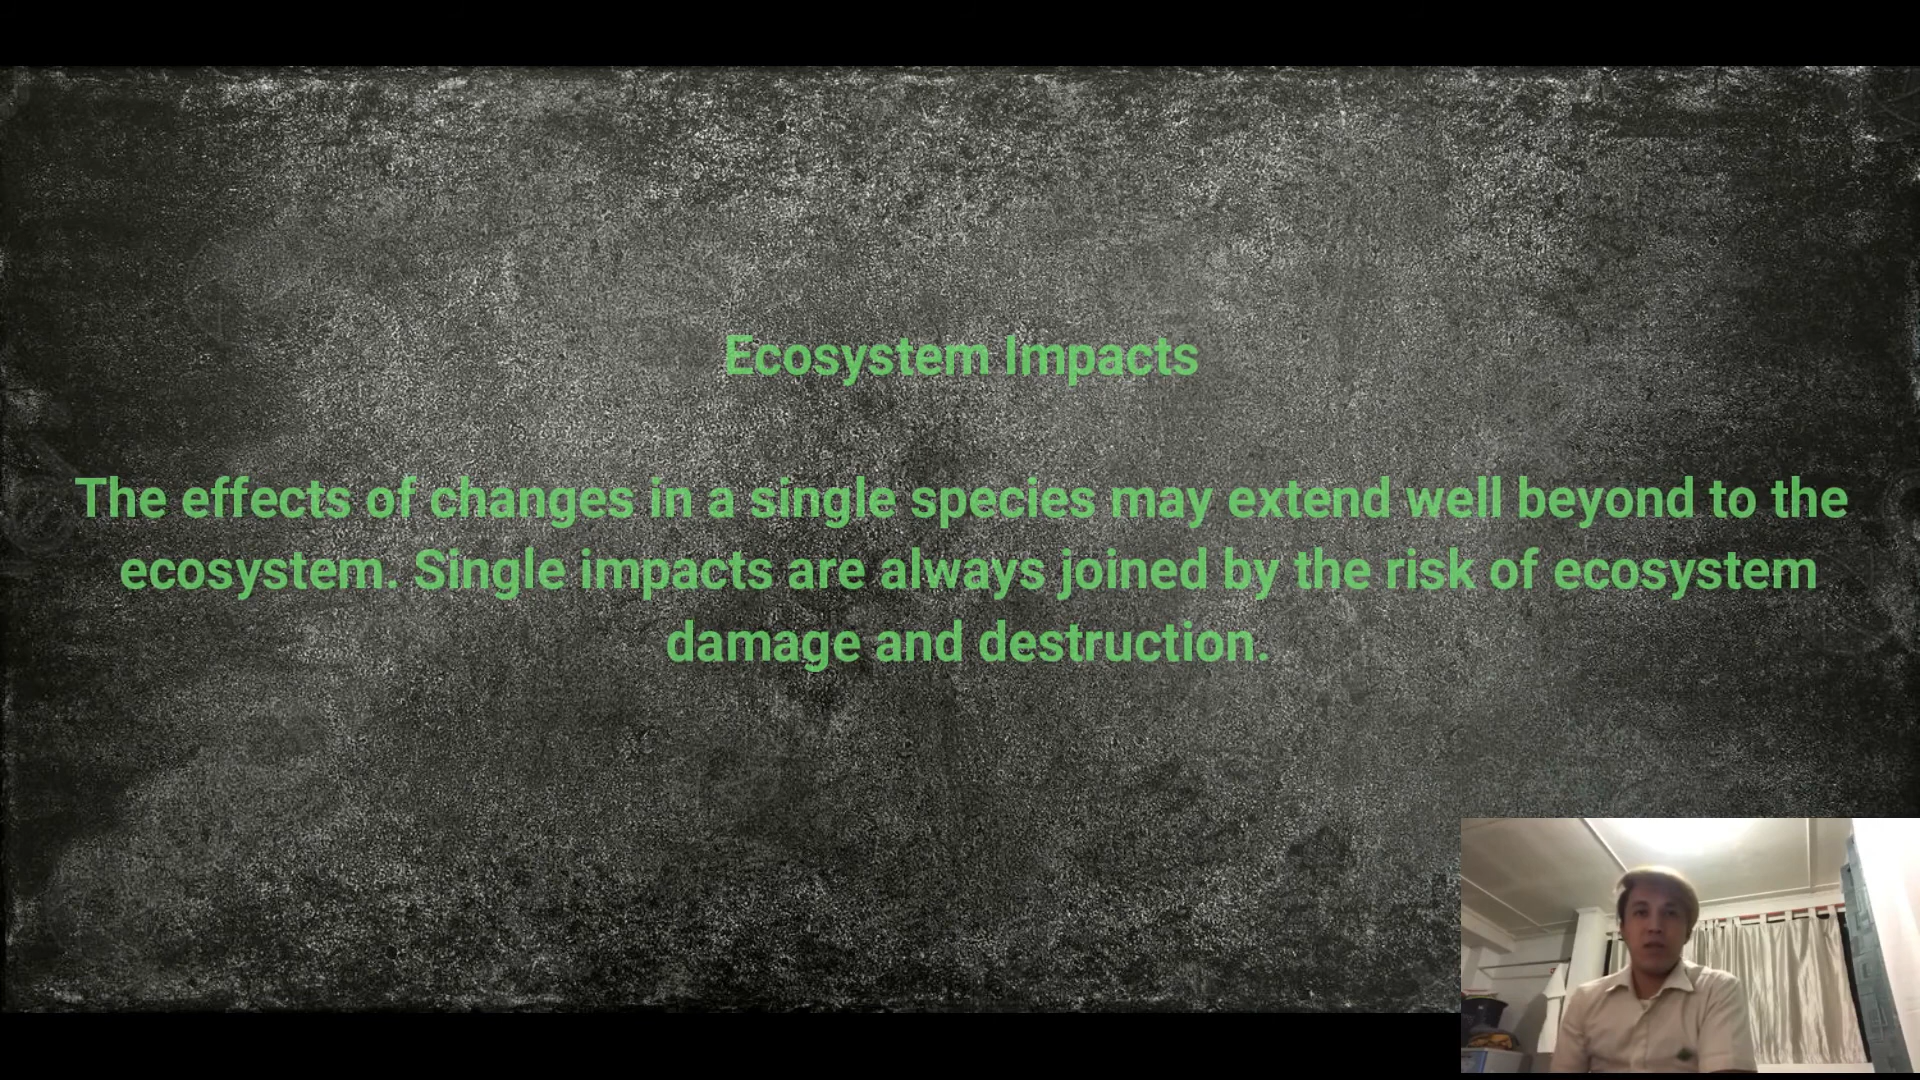 Ecosystem Impacts
The effects of changes in a single species may extend well beyond to the
ecosystem. Single impacts are always joined by the risk of ecosystem
damage and destruction.